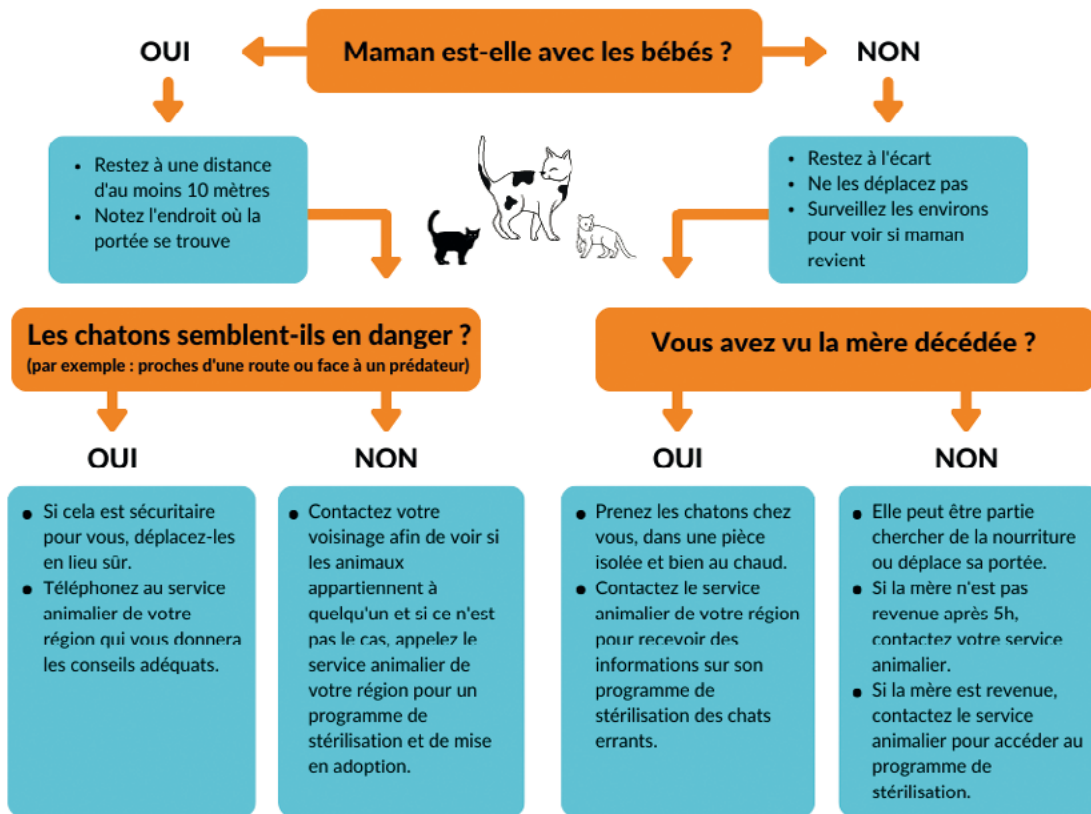 Maman est-elle avec les bébés ?
OUI
NON
• Restez à une distance
d'au moins 10 mètres
• Notez l'endroit où la
portée se trouve
• Restez à l'écart
• Ne les déplacez pas
• Surveillez les environs
pour voir si maman
revient
Les chatons semblent-ils en danger ?
(par exemple : proches d'une route ou face à un prédateur)
Vous avez vu la mère décédée ?
OUI
NON
OUI
NON
• Si cela est sécuritaire
pour vous, déplacez-les
en lieu sûr.
• Téléphonez au service
animalier de votre
région qui vous donnera
les conseils adéquats.
• Contactez votre
voisinage afin de voir si
les animaux
appartiennent à
quelqu'un et si ce n'est
pas le cas, appelez le
service animalier de
votre région pour un
programme de
stérilisation et de mise
en adoption.
• Prenez les chatons chez
vous, dans une pièce
isolée et bien au chaud.
• Contactez le service
animalier de votre région
pour recevoir des
informations sur son
programme de
stérilisation des chats
errants.
• Elle peut être partie
chercher de la nourriture
ou déplace sa portée.
• Si la mère n'est pas
revenue après 5h,
contactez votre service
animalier.
• Si la mère est revenue,
contactez le service
animalier pour accéder au
programme de
stérilisation.